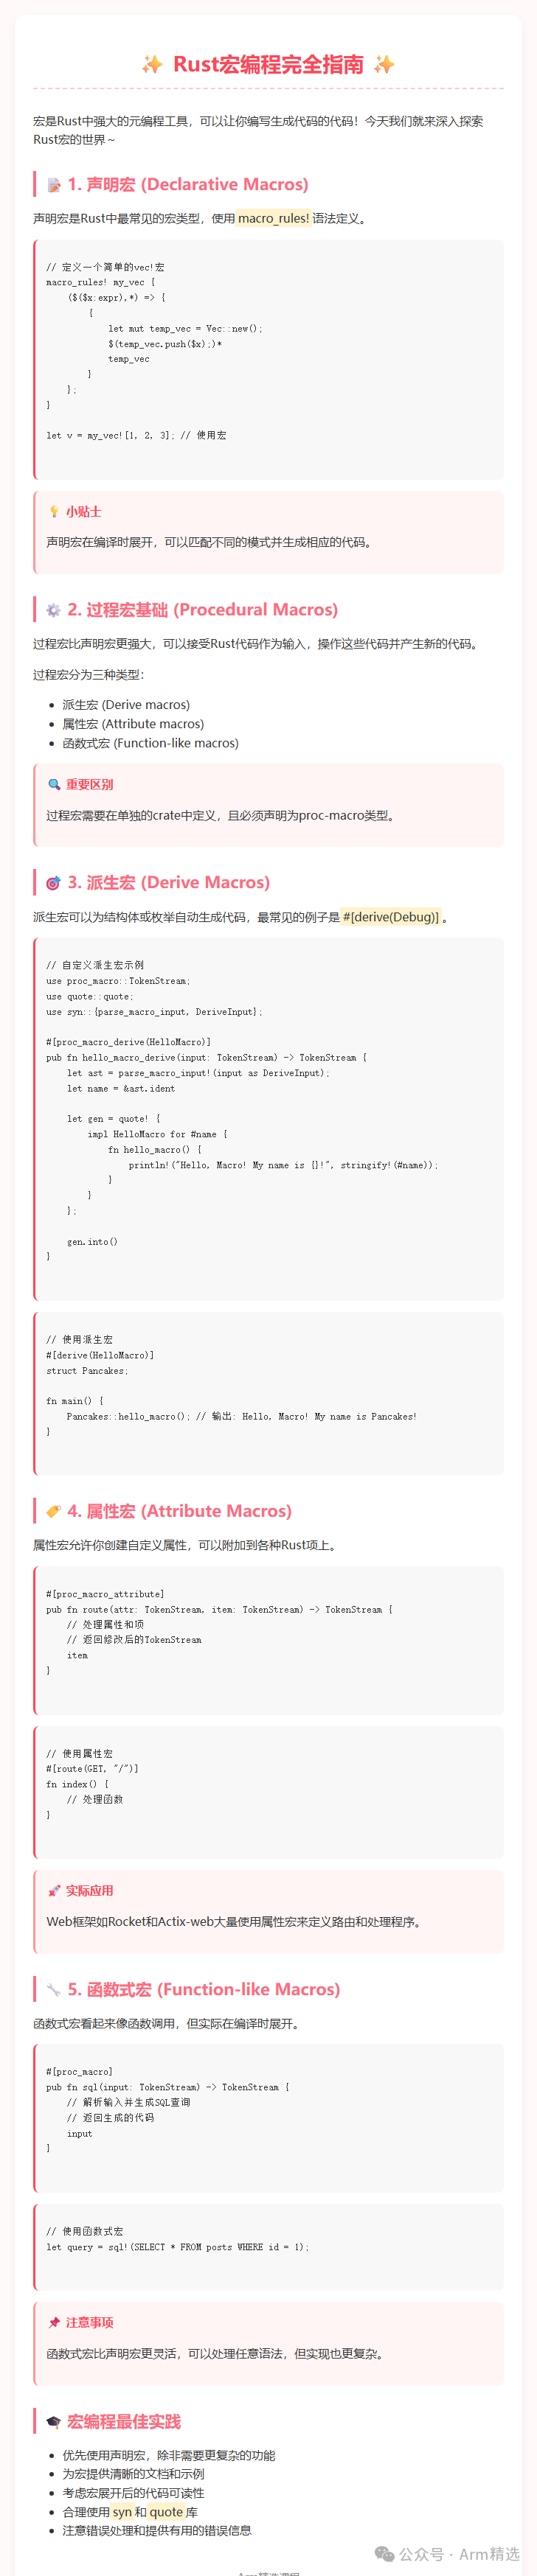 ✨ Rust宏编程完全指南 ✨
宏是Rust中强大的元编程工具，可以让你编写生成代码的代码！今天我们就来深入探索
Rust宏的世界～
📝 1. 声明宏 (Declarative Macros)
声明宏是Rust中最常见的宏类型，使用 macro_rules! 语法定义。
// 定义一个简单的vec!宏
macro_rules! my_vec {
    ($($x:expr),*) => {
        {
            let mut temp_vec = Vec::new();
            $(temp_vec.push($x);)*
            temp_vec
        }
    };
}
let v = my_vec![1, 2, 3]; // 使用宏
💡 小贴士
声明宏在编译时展开，可以匹配不同的模式并生成相应的代码。
⚙️ 2. 过程宏基础 (Procedural Macros)
过程宏比声明宏更强大，可以接受Rust代码作为输入，操作这些代码并产生新的代码。
过程宏分为三种类型：
• 派生宏 (Derive macros)
• 属性宏 (Attribute macros)
• 函数式宏 (Function-like macros)
🔍 重要区别
过程宏需要在单独的crate中定义，且必须声明为proc-macro类型。
🎯 3. 派生宏 (Derive Macros)
派生宏可以为结构体或枚举自动生成代码，最常见的例子是 #[derive(Debug)] 。
// 自定义派生宏示例
use proc_macro::TokenStream;
use quote::quote;
use syn::{parse_macro_input, DeriveInput};
#[proc_macro_derive(HelloMacro)]
pub fn hello_macro_derive(input: TokenStream) -> TokenStream {
    let ast = parse_macro_input!(input as DeriveInput);
    let name = &ast.ident
    let gen = quote! {
        impl HelloMacro for #name {
            fn hello_macro() {
                println!("Hello, Macro! My name is {}!", stringify!(#name));
            }
        }
    };
    gen.into()
}
// 使用派生宏
#[derive(HelloMacro)]
struct Pancakes;
fn main() {
    Pancakes::hello_macro(); // 输出: Hello, Macro! My name is Pancakes!
}
🏷️ 4. 属性宏 (Attribute Macros)
属性宏允许你创建自定义属性，可以附加到各种Rust项上。
#[proc_macro_attribute]
pub fn route(attr: TokenStream, item: TokenStream) -> TokenStream {
    // 处理属性和项
    // 返回修改后的TokenStream
    item
}
// 使用属性宏
#[route(GET, "/")]
fn index() {
    // 处理函数
}
🚀 实际应用
Web框架如Rocket和Actix-web大量使用属性宏来定义路由和处理程序。
🔧 5. 函数式宏 (Function-like Macros)
函数式宏看起来像函数调用，但实际在编译时展开。
#[proc_macro]
pub fn sql(input: TokenStream) -> TokenStream {
    // 解析输入并生成SQL查询
    // 返回生成的代码
    input
}
// 使用函数式宏
let query = sql!(SELECT * FROM posts WHERE id = 1);
📌 注意事项
函数式宏比声明宏更灵活，可以处理任意语法，但实现也更复杂。
🎓 宏编程最佳实践
• 优先使用声明宏，除非需要更复杂的功能
• 为宏提供清晰的文档和示例
• 考虑宏展开后的代码可读性
• 合理使用 syn 和 quote 库
• 注意错误处理和提供有用的错误信息
公众号 · Arm精选